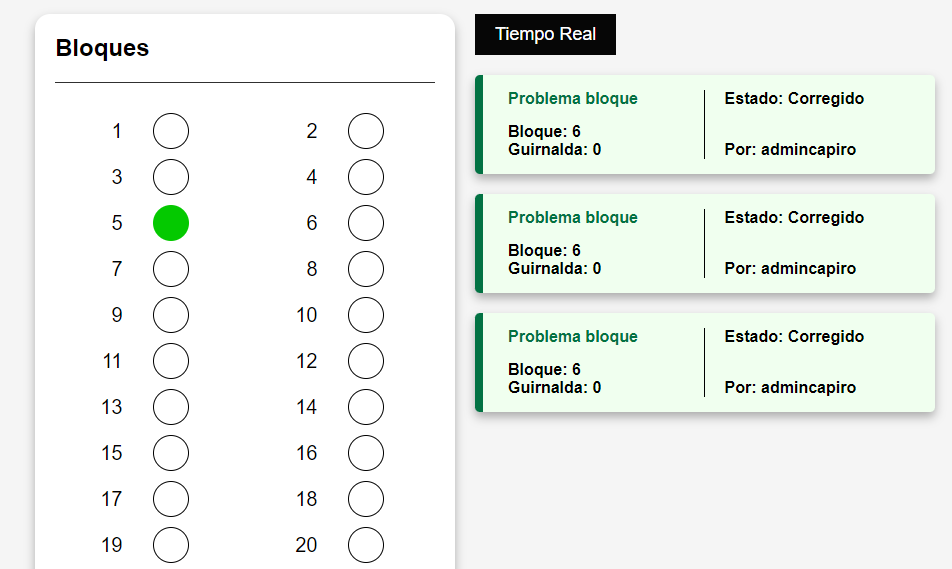 Bloques
1 2
3 4
5 6
7 8
9 10
11 12
13 14
15 16
17 18
19 20
Tiempo Real
Problema bloque
Bloque: 6
Guirnalda: 0
Estado: Corregido
Por: admincapiro
Problema bloque
Bloque: 6
Guirnalda: 0
Estado: Corregido
Por: admincapiro
Problema bloque
Bloque: 6
Guirnalda: 0
Estado: Corregido
Por: admincapiro